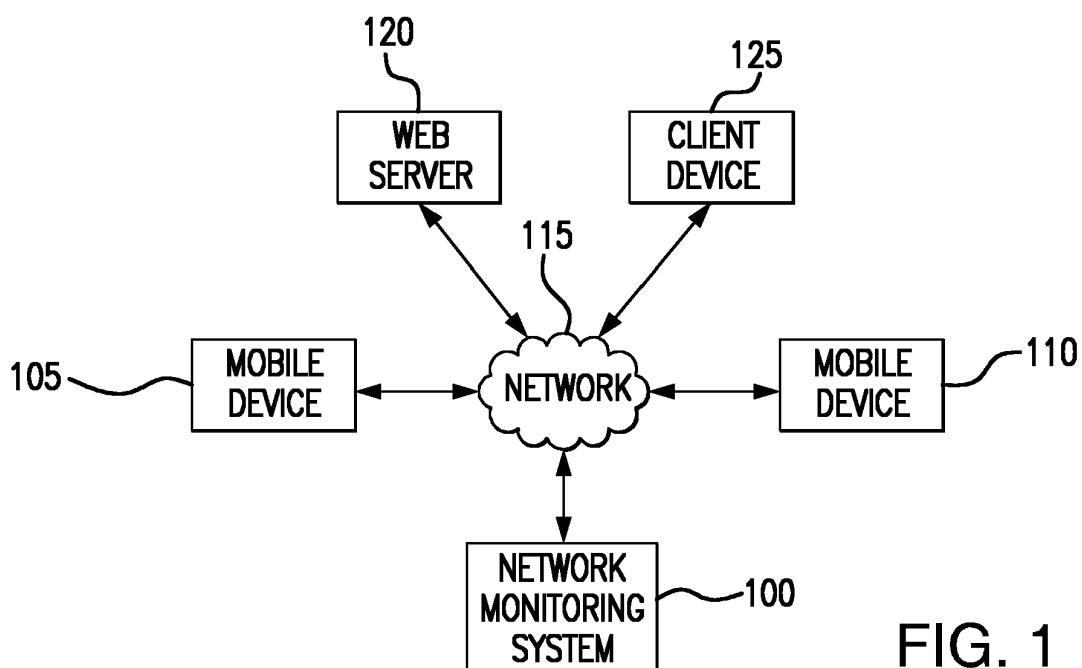 120
125
WEB
SERVER
CLIENT
DEVICE
115
105
MOBILE
DEVICE
NETWORK
MOBILE
DEVICE
110
NETWORK
MONITORING
SYSTEM
100
FIG. 1